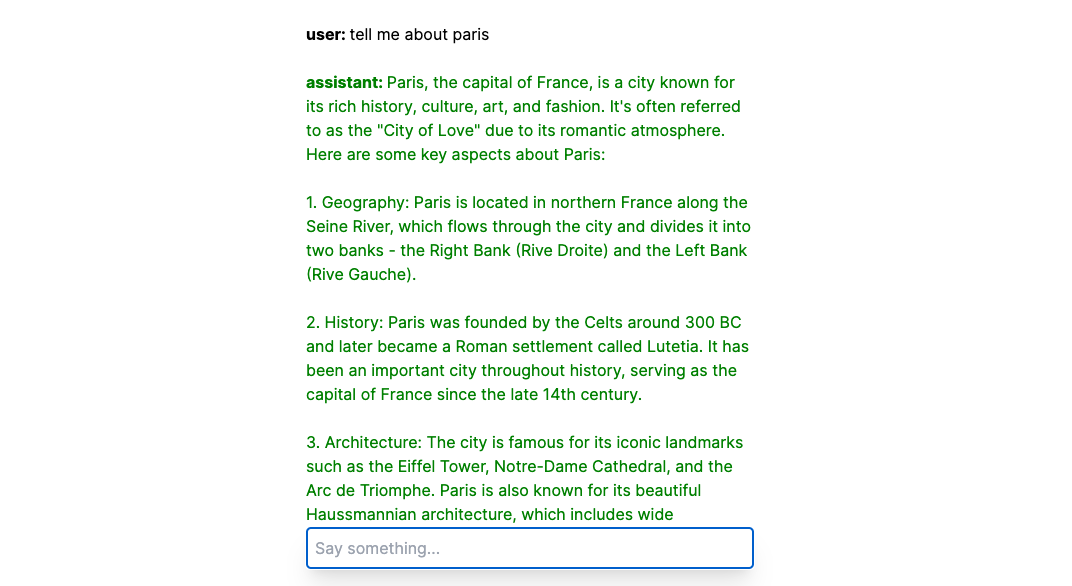 user: tell me about paris
assistant: Paris, the capital of France, is a city known for
its rich history, culture, art, and fashion. It's often referred
to as the "City of Love" due to its romantic atmosphere.
Here are some key aspects about Paris:
1. Geography: Paris is located in northern France along the
Seine River, which flows through the city and divides it into
two banks - the Right Bank (Rive Droite) and the Left Bank
(Rive Gauche).
2. History: Paris was founded by the Celts around 300 BC
and later became a Roman settlement called Lutetia. It has
been an important city throughout history, serving as the
capital of France since the late 14th century.
3. Architecture: The city is famous for its iconic landmarks
such as the Eiffel Tower, Notre-Dame Cathedral, and the
Arc de Triomphe. Paris is also known for its beautiful
Haussmannian architecture, which includes wide
Say something...